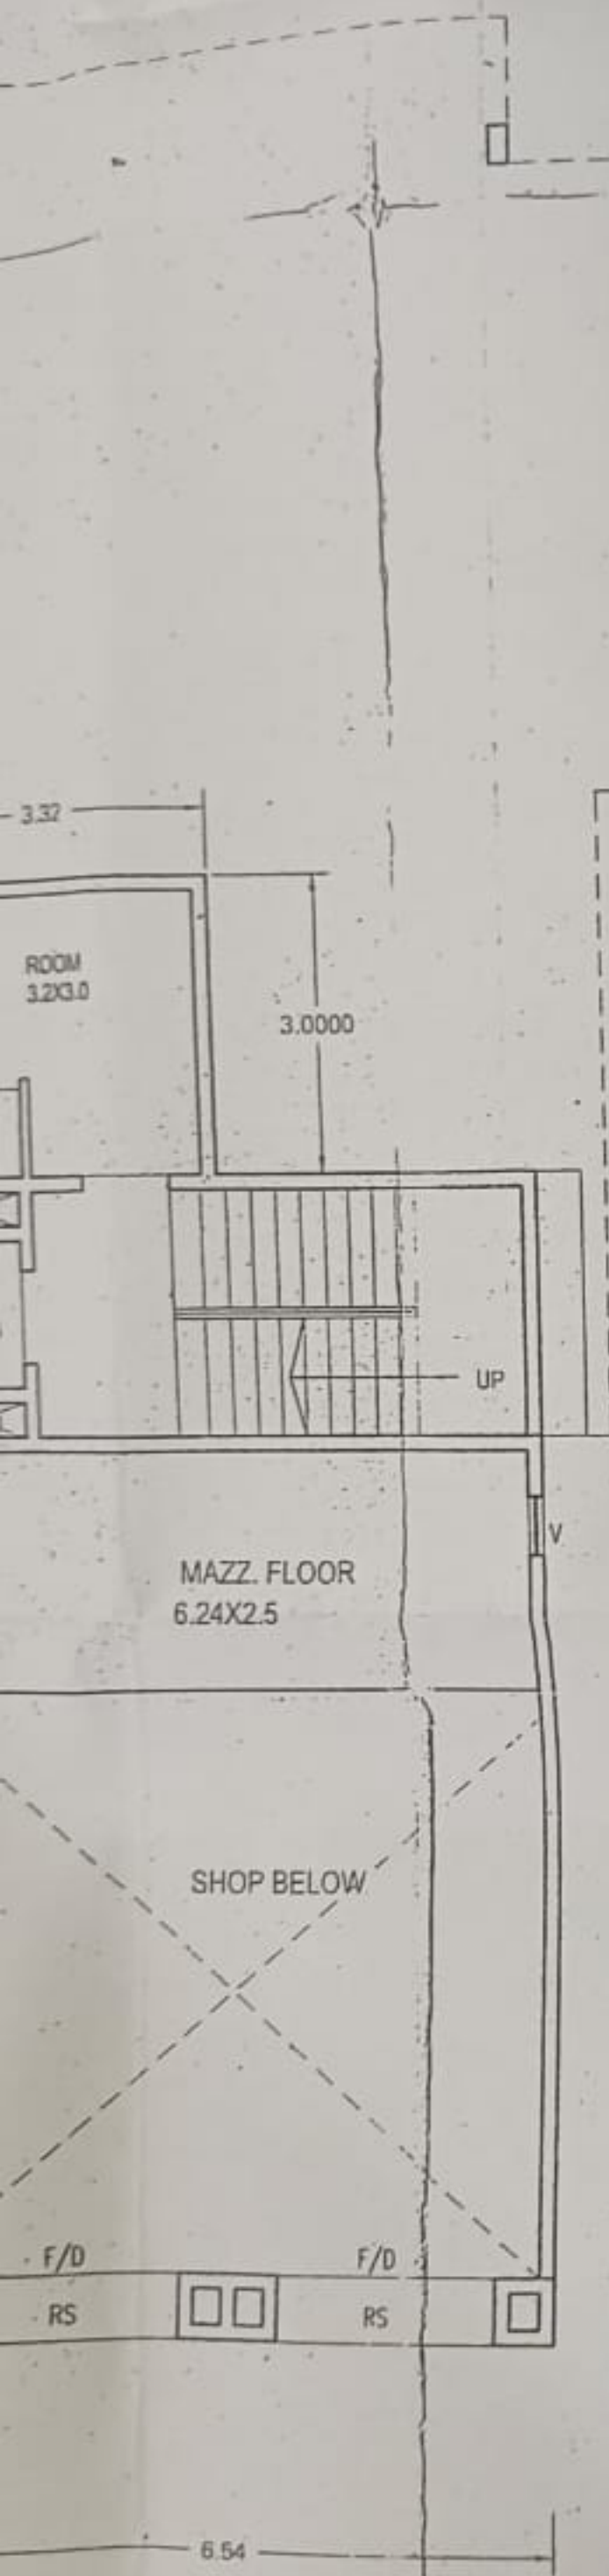 3.32
ROOM
3.2X3.0
3.0000
UP
V
MAZZ. FLOOR
6.24X2.5
SHOP BELOW
F/D
F/D
RS
RS
6.54